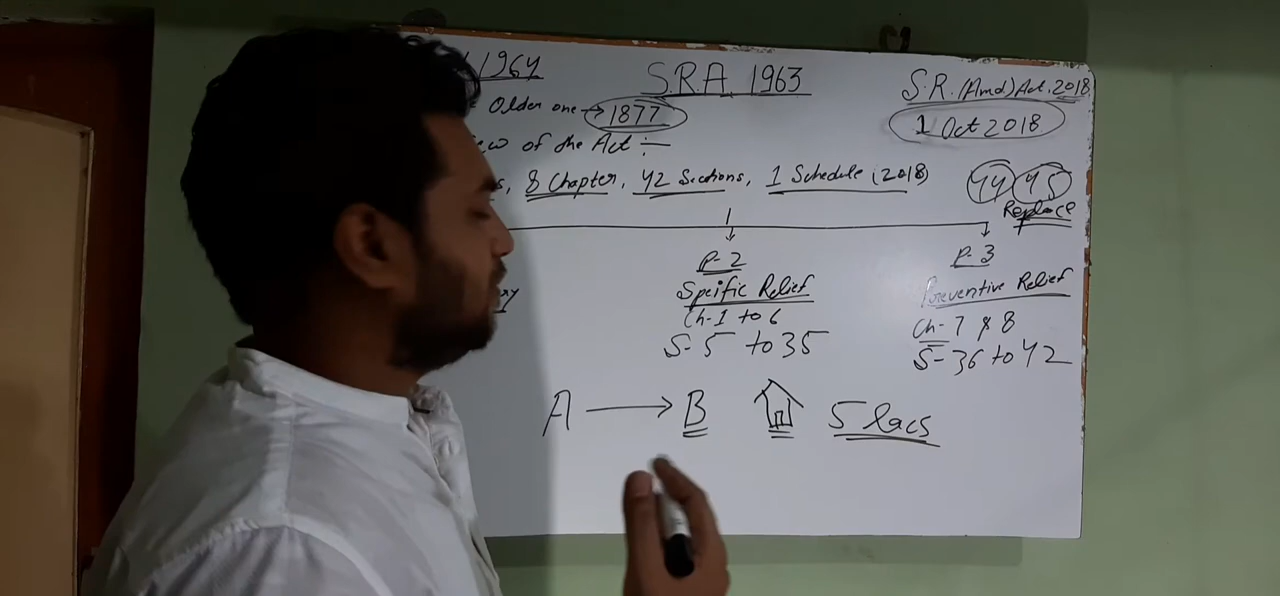 1964
S.R.A. 1963
S.R. (Amd) Act. 2018
Older one → 1877
1 Oct 2018
ew of the Act :-
s, 8 Chapter, 42 Sections, 1 Schedule (2018)
44 45
Replace
P-2
P-3
Speific Relief
Preventive Relief
Ch-1 to 6
Ch-7 & 8
S-5 to 35
S-36 to 42
A → B 5 lacs